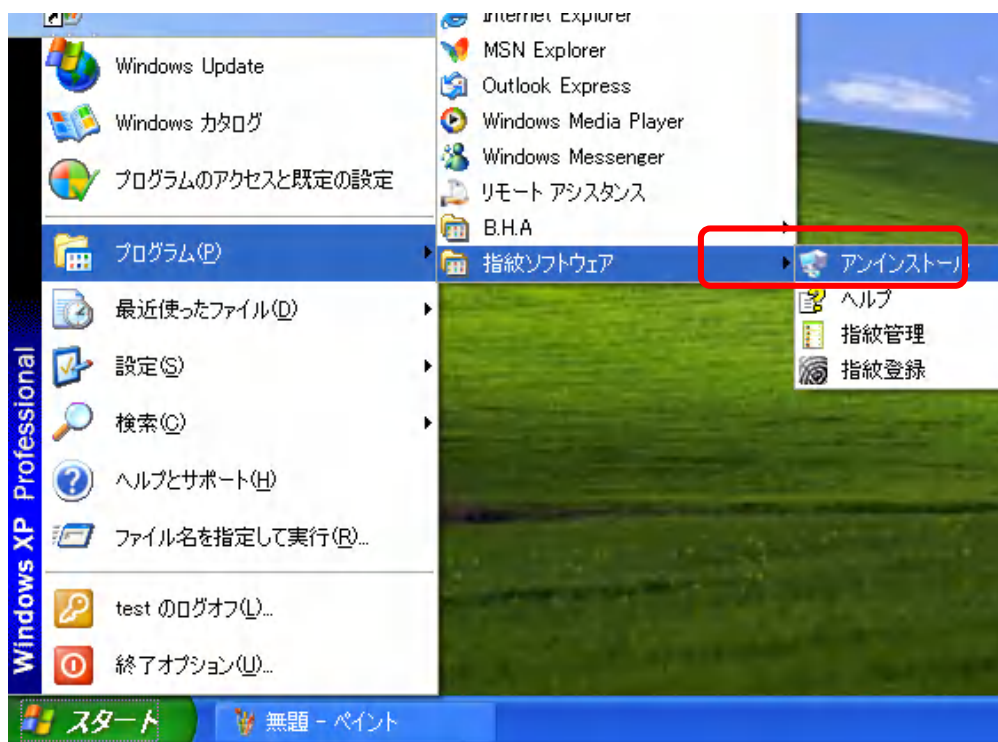 Windows Update
Windows カタログ
プログラムのアクセスと既定の設定
プログラム(P)
最近使ったファイル(D)
設定(S)
検索(C)
ヘルプとサポート(H)
ファイル名を指定して実行(R)...
test のログオフ(L)...
終了オプション(U)...
Windows XP Professional
Internet Explorer
MSN Explorer
Outlook Express
Windows Media Player
Windows Messenger
リモート アシスタンス
B.H.A
指紋ソフトウェア
アンインストール
ヘルプ
指紋管理
指紋登録
スタート
無題 - ペイント